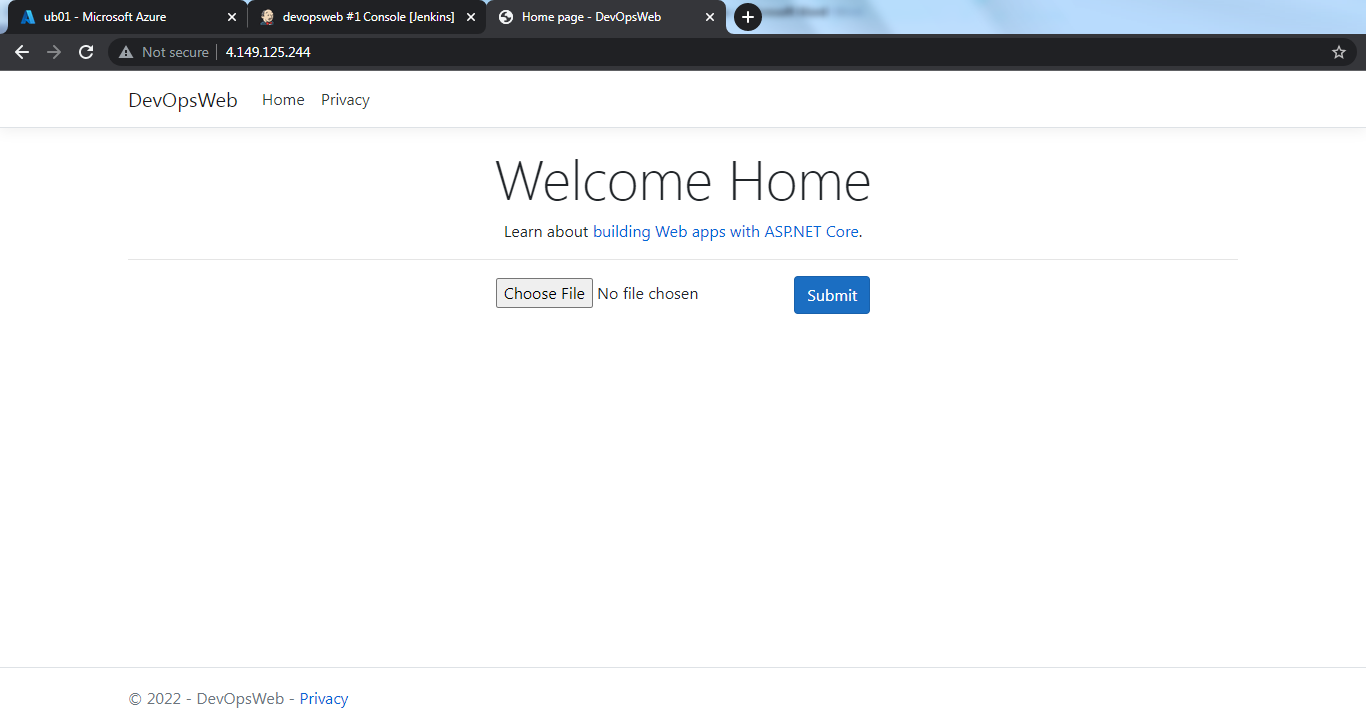 ub01 - Microsoft Azure
devopsweb #1 Console [Jenkins]
Home page - DevOpsWeb
Not secure
4.149.125.244
DevOpsWeb
Home
Privacy
Welcome Home
Learn about building Web apps with ASP.NET Core.
Choose File No file chosen
Submit
© 2022 - DevOpsWeb - Privacy